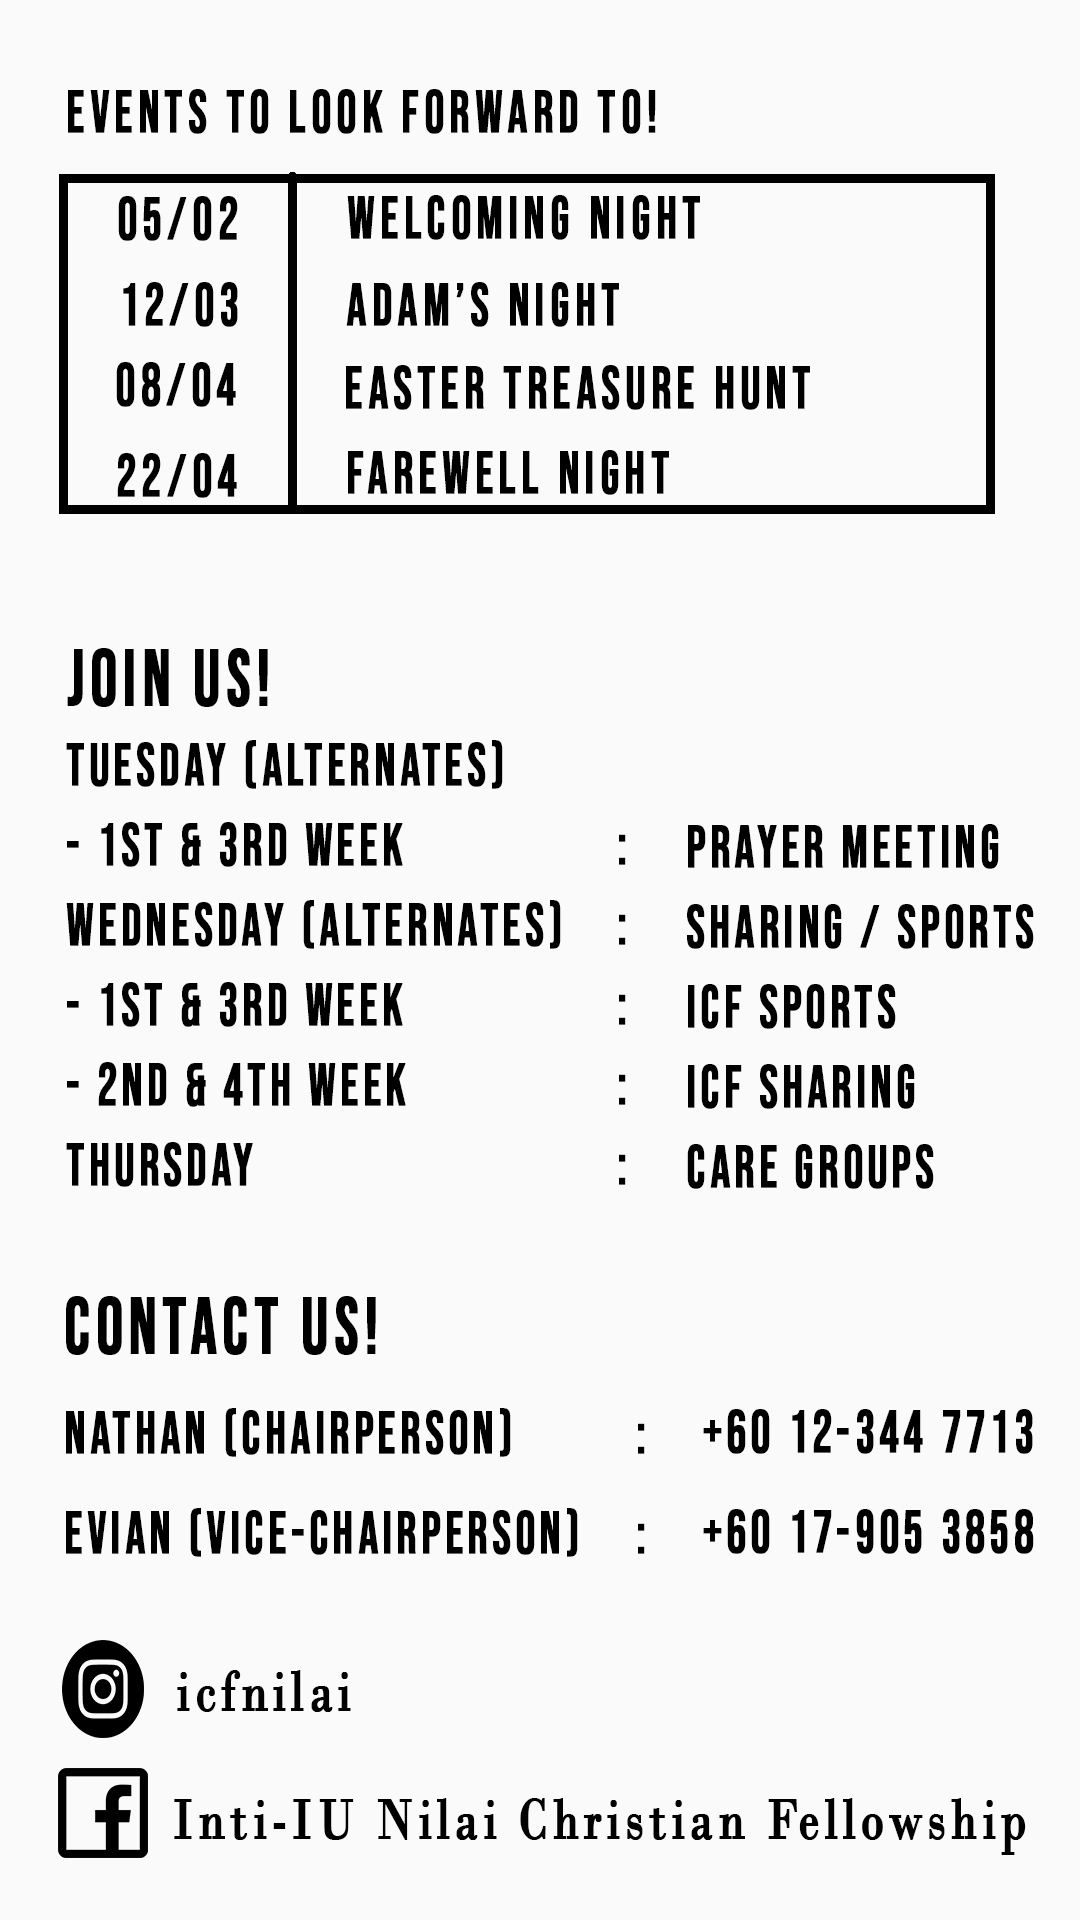 EVENTS TO LOOK FORWARD TO!
05/02 WELCOMING NIGHT
12/03 ADAM'S NIGHT
08/04 EASTER TREASURE HUNT
22/04 FAREWELL NIGHT
JOIN US!
TUESDAY (ALTERNATES)
- 1ST & 3RD WEEK : PRAYER MEETING
WEDNESDAY (ALTERNATES) : SHARING / SPORTS
- 1ST & 3RD WEEK : ICF SPORTS
- 2ND & 4TH WEEK : ICF SHARING
THURSDAY : CARE GROUPS
CONTACT US!
NATHAN (CHAIRPERSON) : +60 12-344 7713
EVIAN (VICE-CHAIRPERSON) : +60 17-905 3858
icfnilai
f Inti-IU Nilai Christian Fellowship